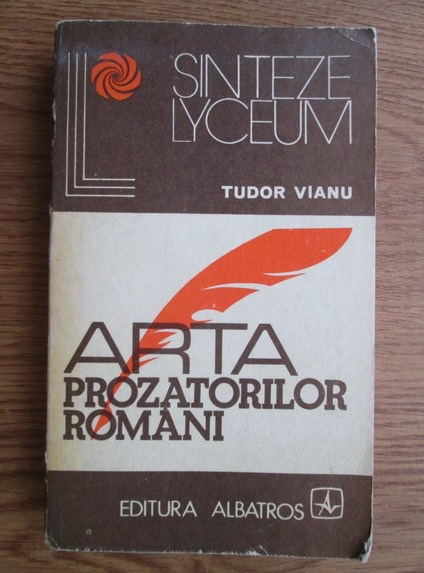 SINTEZE
LYCEUM
TUDOR VIANU
ARTA
PROZATORILOR
ROMÂNI
EDITURA ALBATROS